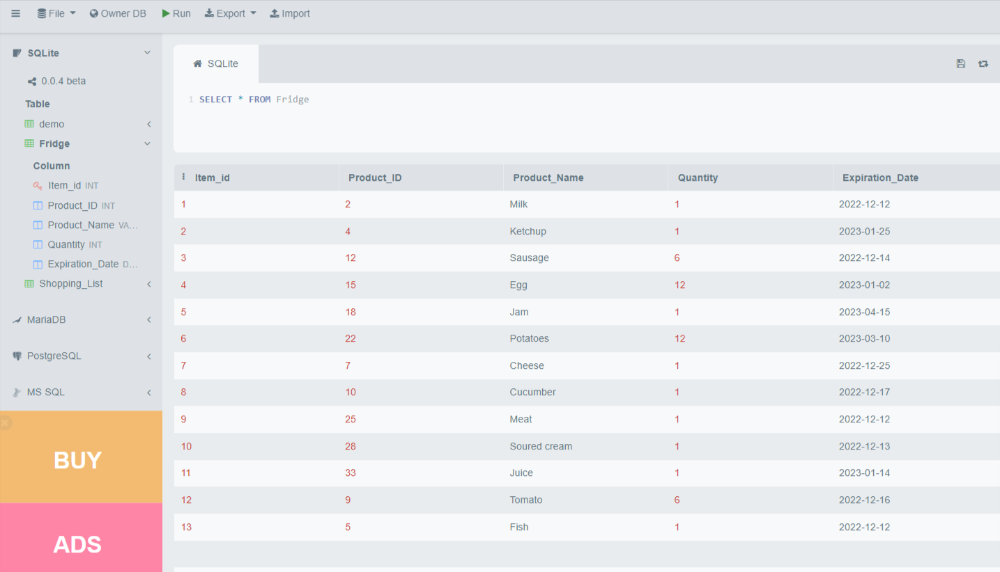 File Owner DB Run Export Import
SQLite
0.0.4 beta
Table
demo
Fridge
Column
Item_id INT
Product_ID INT
Product_Name VA...
Quantity INT
Expiration_Date D...
Shopping_List
MariaDB
PostgreSQL
MS SQL
BUY
ADS
SQLite
1 SELECT * FROM Fridge
Item_id Product_ID Product_Name Quantity Expiration_Date
1 2 Milk 1 2022-12-12
2 4 Ketchup 1 2023-01-25
3 12 Sausage 6 2022-12-14
4 15 Egg 12 2023-01-02
5 18 Jam 1 2023-04-15
6 22 Potatoes 12 2023-03-10
7 7 Cheese 1 2022-12-25
8 10 Cucumber 1 2022-12-17
9 25 Meat 1 2022-12-12
10 28 Soured cream 1 2022-12-13
11 33 Juice 1 2023-01-14
12 9 Tomato 6 2022-12-16
13 5 Fish 1 2022-12-12